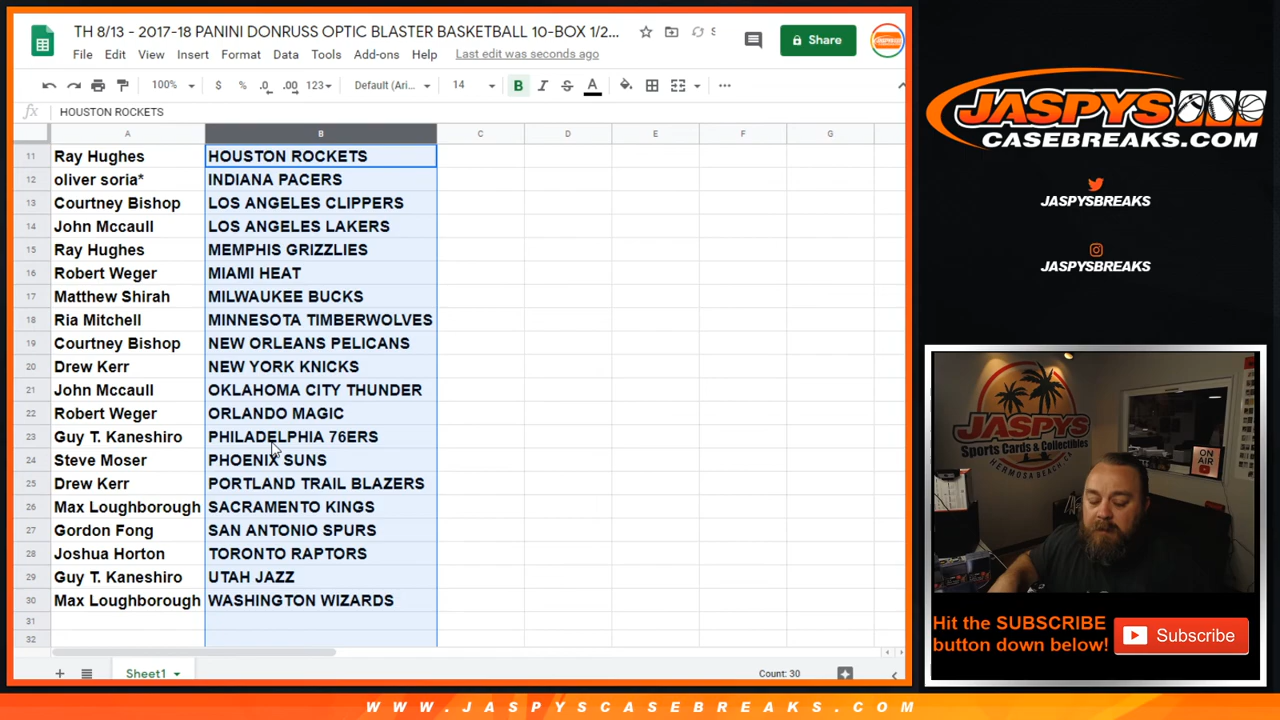 TH 8/13 - 2017-18 PANINI DONRUSS OPTIC BLASTER BASKETBALL 10-BOX 1/2...
S
File Edit View Insert Format Data Tools Add-ons Help Last edit was seconds ago
Share
100% $ % .0 .00 123 Default (Ari... 14 B I S A
fx HOUSTON ROCKETS
A B C D E F G
11 Ray Hughes HOUSTON ROCKETS
12 oliver soria* INDIANA PACERS
13 Courtney Bishop LOS ANGELES CLIPPERS
14 John Mccaull LOS ANGELES LAKERS
15 Ray Hughes MEMPHIS GRIZZLIES
16 Robert Weger MIAMI HEAT
17 Matthew Shirah MILWAUKEE BUCKS
18 Ria Mitchell MINNESOTA TIMBERWOLVES
19 Courtney Bishop NEW ORLEANS PELICANS
20 Drew Kerr NEW YORK KNICKS
21 John Mccaull OKLAHOMA CITY THUNDER
22 Robert Weger ORLANDO MAGIC
23 Guy T. Kaneshiro PHILADELPHIA 76ERS
24 Steve Moser PHOENIX SUNS
25 Drew Kerr PORTLAND TRAIL BLAZERS
26 Max Loughborough SACRAMENTO KINGS
27 Gordon Fong SAN ANTONIO SPURS
28 Joshua Horton TORONTO RAPTORS
29 Guy T. Kaneshiro UTAH JAZZ
30 Max Loughborough WASHINGTON WIZARDS
31
32
Sheet1
Count: 30
JASPYS
CASEBREAKS.COM
JASPYSBREAKS
JASPYSBREAKS
JASPYS
Sports Cards & Collectibles
HERMOSA BEACH, CA
ON AIR
Hit the SUBSCRIBE
button down below!
Subscribe
WWW.JASPYSCASEBREAKS.COM